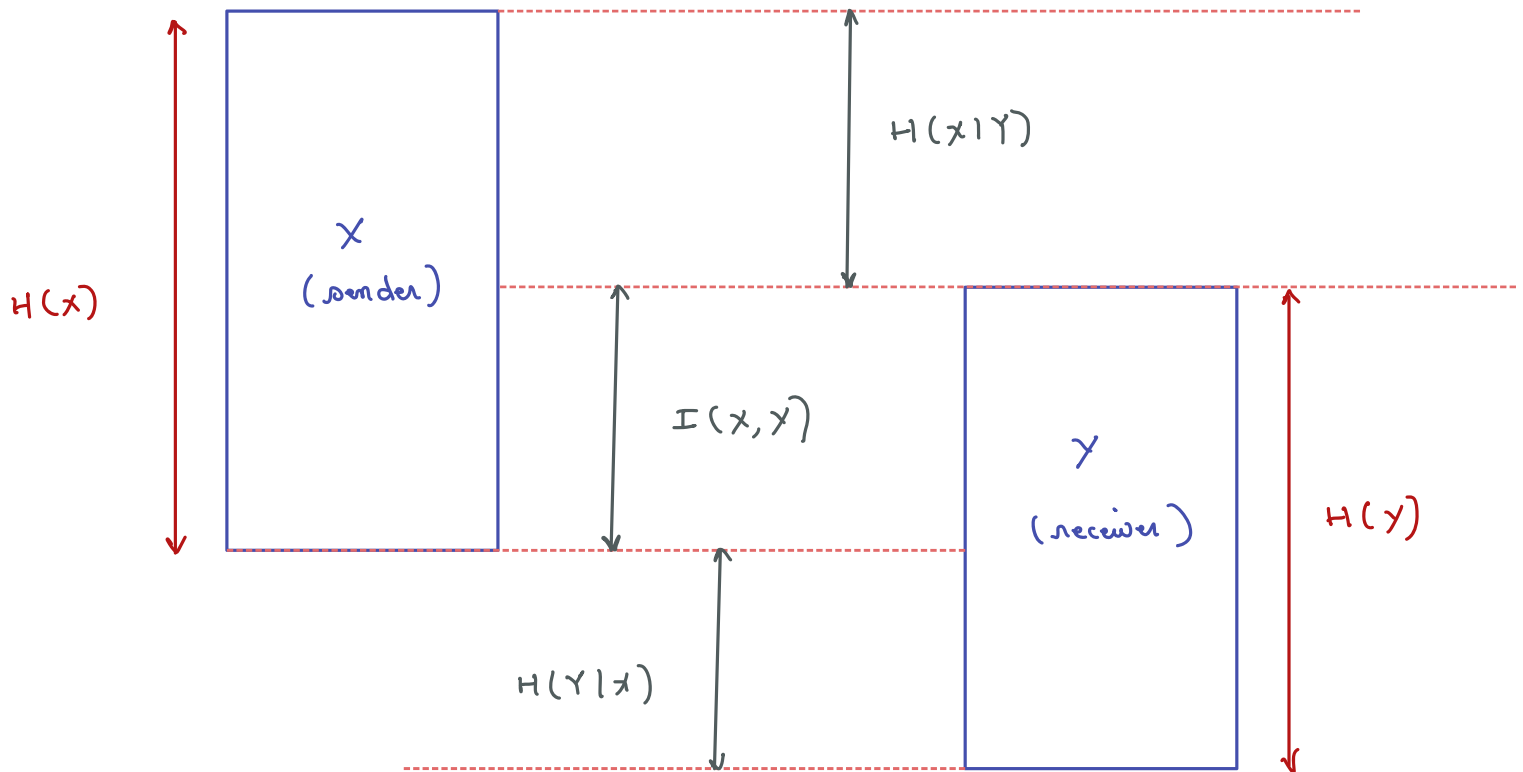 H(X|Y)
X
(sender)
H(X)
I(X,Y)
Y
(receiver)
H(Y)
H(Y|X)